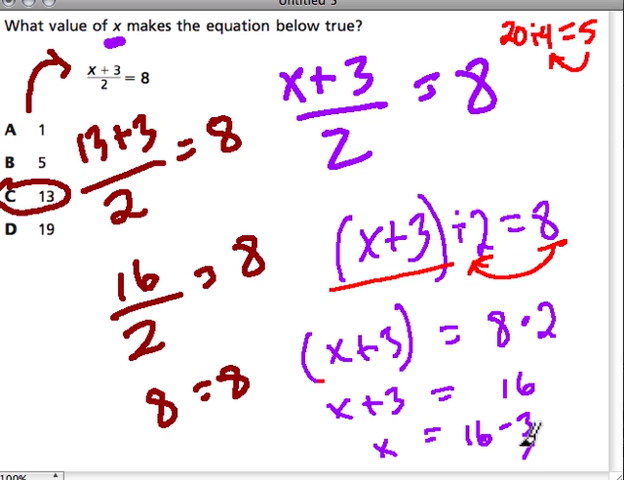 Untitled 3
What value of x makes the equation below true?
20÷4=5
x + 3
2
= 8
x+3
2
= 8
A 1
B 5
C 13
D 19
13+3
2
= 8
(x+3)÷2=8
16
2
= 8
(x+3) = 8·2
8=8
x+3 = 16
x = 16-3
100%